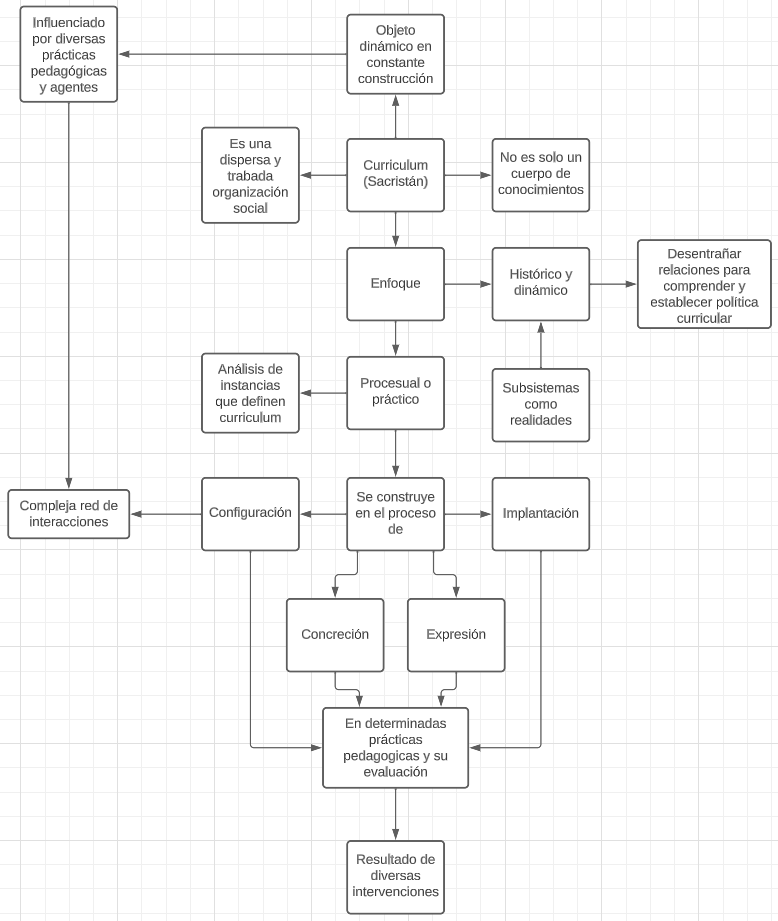 Influenciado
por diversas
prácticas
pedagógicas
y agentes
Objeto
dinámico en
constante
construcción
Es una
dispersa y
trabada
organización
social
Curriculum
(Sacristán)
No es solo un
cuerpo de
conocimientos
Enfoque
Histórico y
dinámico
Desentrañar
relaciones para
comprender y
establecer política
curricular
Análisis de
instancias
que definen
curriculum
Procesual o
práctico
Subsistemas
como
realidades
Compleja red de
interacciones
Configuración
Se construye
en el proceso
de
Implantación
Concreción
Expresión
En determinadas
prácticas
pedagogicas y su
evaluación
Resultado de
diversas
intervenciones